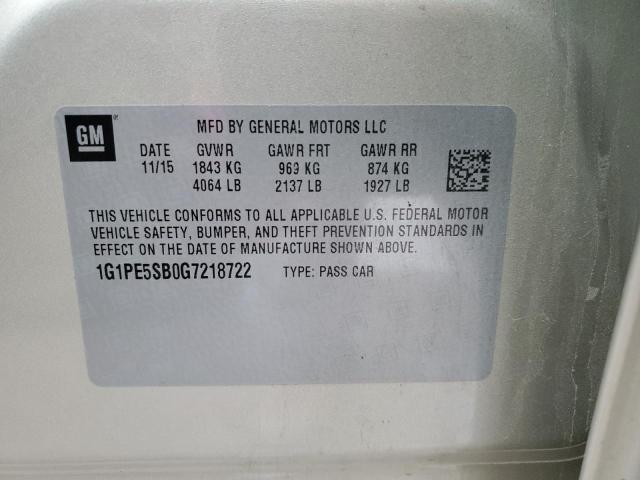 GM
MFD BY GENERAL MOTORS LLC
DATE GVWR GAWR FRT GAWR RR
11/15 1843 KG 969 KG 874 KG
4064 LB 2137 LB 1927 LB
THIS VEHICLE CONFORMS TO ALL APPLICABLE U.S. FEDERAL MOTOR
VEHICLE SAFETY, BUMPER, AND THEFT PREVENTION STANDARDS IN
EFFECT ON THE DATE OF MANUFACTURE SHOWN ABOVE.
1G1PE5SB0G7218722 TYPE: PASS CAR